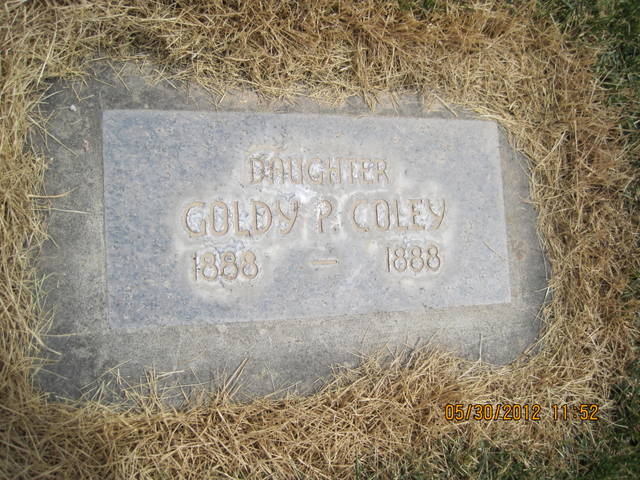 DAUGHTER
GOLDY P. COLEY
1888 — 1888
05/30/2012 11:52